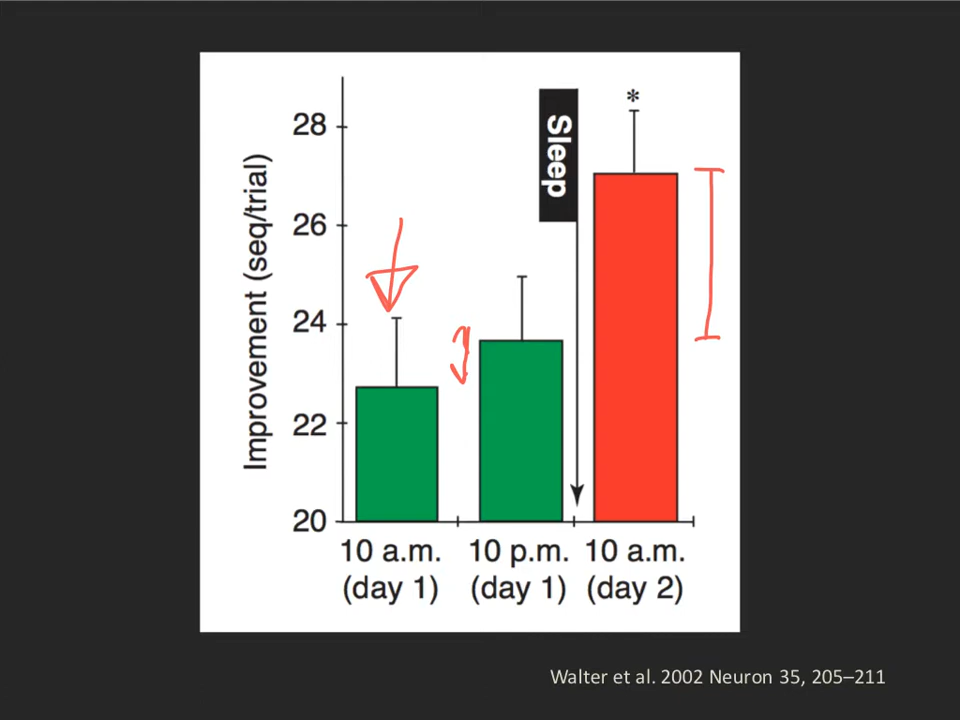 *
28
Sleep
26
24
22
20
Improvement (seq/trial)
10 a.m. 10 p.m. 10 a.m.
(day 1) (day 1) (day 2)
Walter et al. 2002 Neuron 35, 205–211